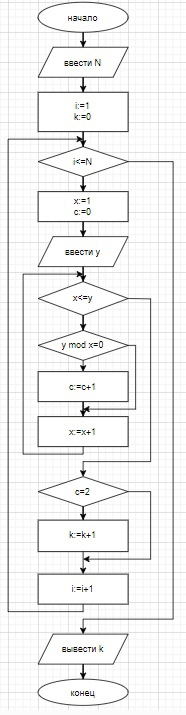 начало
ввести N
i:=1
k:=0
i<=N
x:=1
c:=0
ввести y
x<=y
y mod x=0
c:=c+1
x:=x+1
c=2
k:=k+1
i:=i+1
вывести k
конец